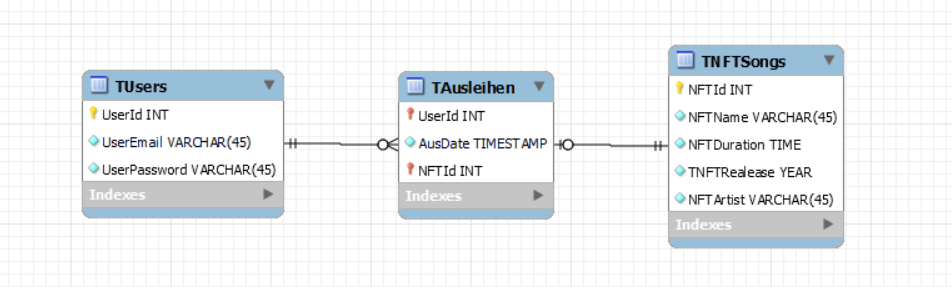 TUsers
UserId INT
UserEmail VARCHAR(45)
UserPassword VARCHAR(45)
Indexes
TAusleihen
UserId INT
AusDate TIMESTAMP
NFTId INT
Indexes
TNFTSongs
NFTId INT
NFTName VARCHAR(45)
NFTDuration TIME
TNFTRealease YEAR
NFTArtist VARCHAR(45)
Indexes